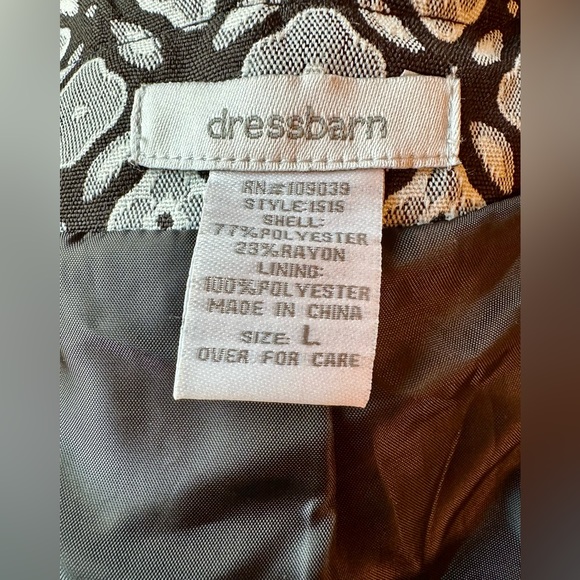 dressbarn
RN#109039
STYLE:1515
SHELL:
77%POLYESTER
23%RAYON
LINING:
100%POLYESTER
MADE IN CHINA
SIZE: L
OVER FOR CARE